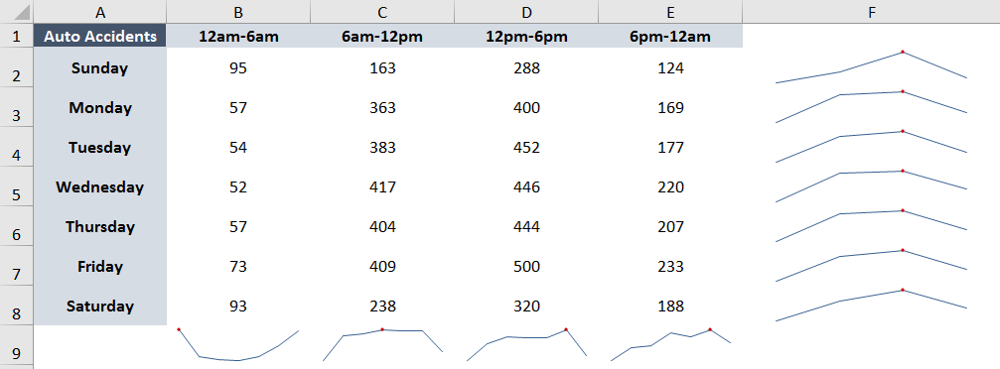 A B C D E F
1 Auto Accidents 12am-6am 6am-12pm 12pm-6pm 6pm-12am
2 Sunday 95 163 288 124
3 Monday 57 363 400 169
4 Tuesday 54 383 452 177
5 Wednesday 52 417 446 220
6 Thursday 57 404 444 207
7 Friday 73 409 500 233
8 Saturday 93 238 320 188
9